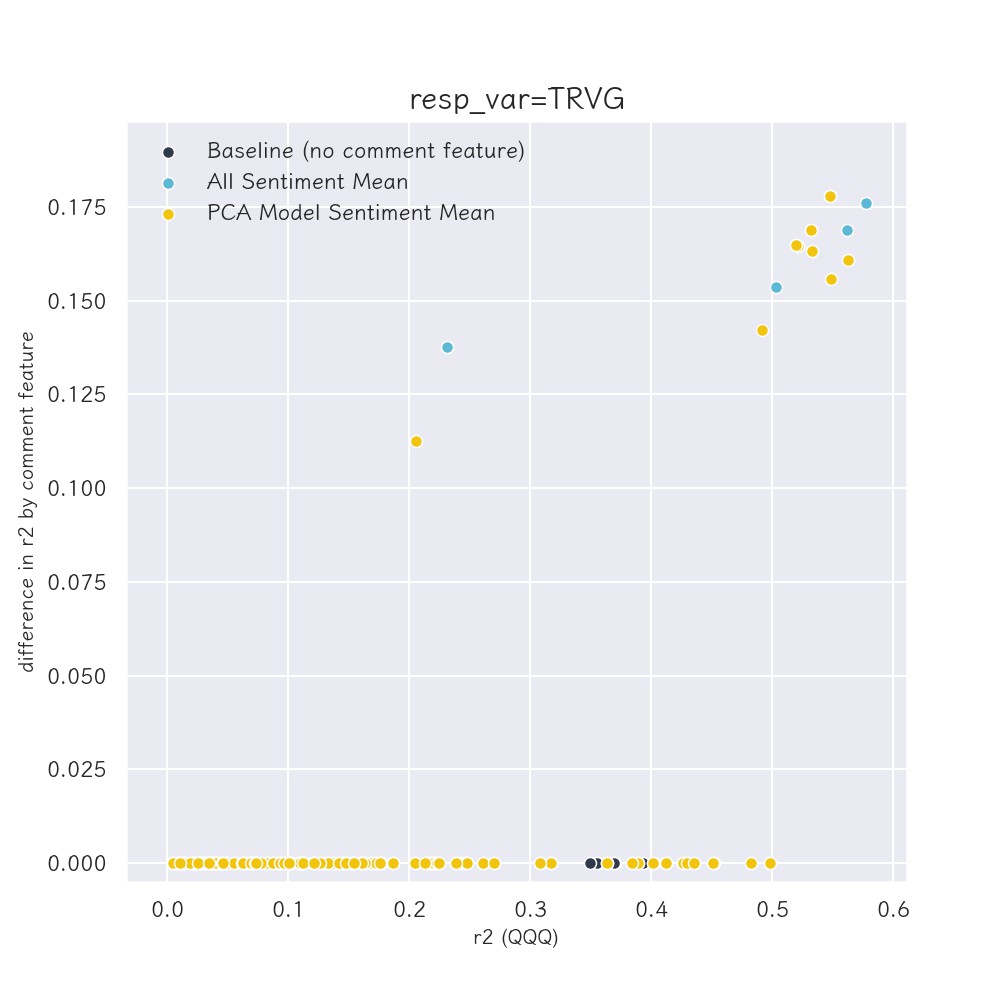 resp_var=TRVG
Baseline (no comment feature)
All Sentiment Mean
PCA Model Sentiment Mean
difference in r2 by comment feature
0.175
0.150
0.125
0.100
0.075
0.050
0.025
0.000
0.0 0.1 0.2 0.3 0.4 0.5 0.6
r2 (QQQ)